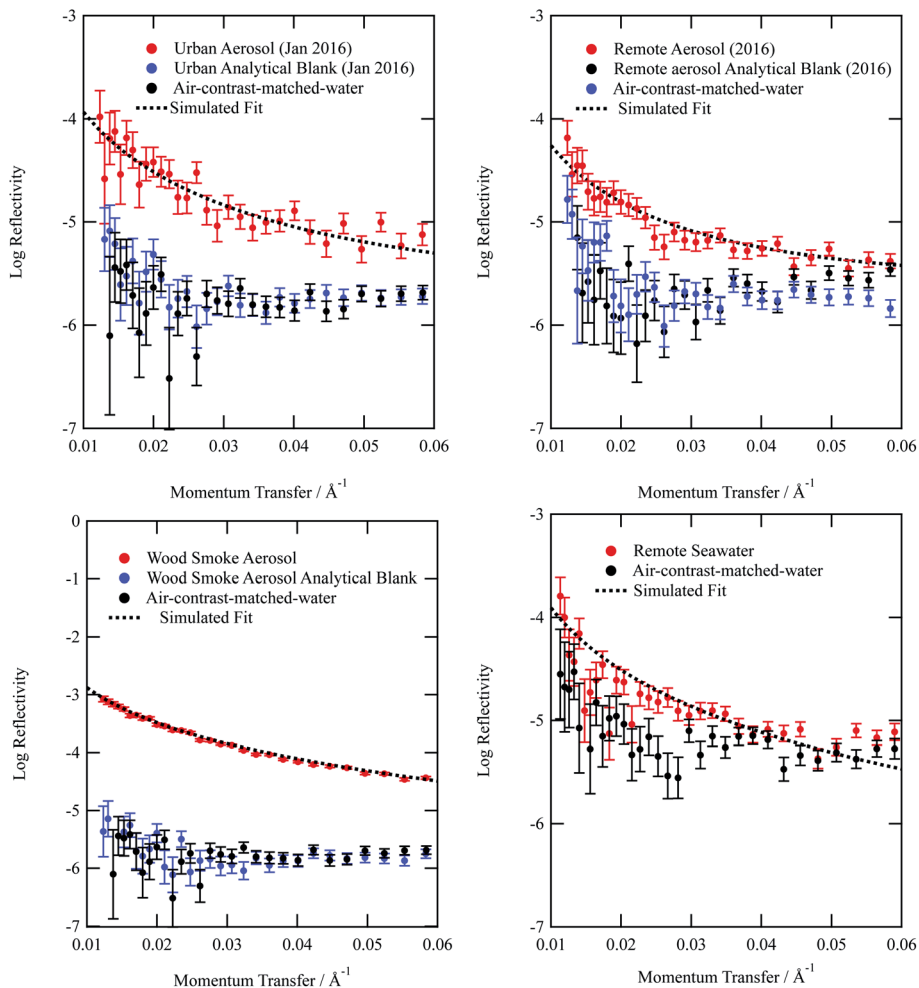 -3
Urban Aerosol (Jan 2016)
Urban Analytical Blank (Jan 2016)
Air-contrast-matched-water
Simulated Fit
-4
-5
-6
-7
Log Reflectivity
0.01 0.02 0.03 0.04 0.05 0.06
Momentum Transfer / Å⁻¹
-3
Remote Aerosol (2016)
Remote aerosol Analytical Blank (2016)
Air-contrast-matched-water
Simulated Fit
-4
-5
-6
-7
Log Reflectivity
0.01 0.02 0.03 0.04 0.05 0.06
Momentum Transfer / Å⁻¹
0
Wood Smoke Aerosol
Wood Smoke Aerosol Analytical Blank
Air-contrast-matched-water
Simulated Fit
-1
-2
-3
-4
-5
-6
-7
Log Reflectivity
0.01 0.02 0.03 0.04 0.05 0.06
Momentum Transfer / Å⁻¹
-3
Remote Seawater
Air-contrast-matched-water
Simulated Fit
-4
-5
-6
-7
Log Reflectivity
0.01 0.02 0.03 0.04 0.05 0.06
Momentum Transfer / Å⁻¹